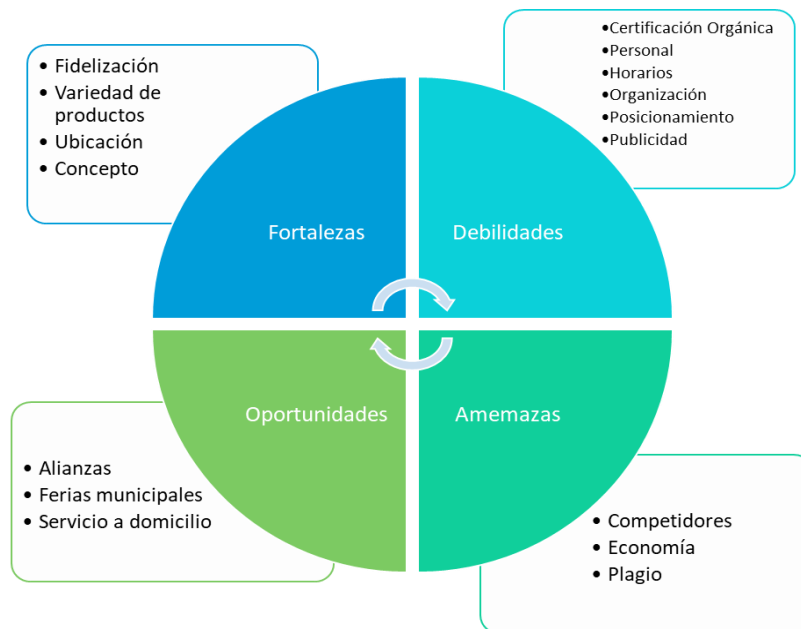 • Fidelización
• Variedad de
productos
• Ubicación
• Concepto
•Certificación Orgánica
•Personal
•Horarios
•Organización
•Posicionamiento
•Publicidad
Fortalezas
Debilidades
Oportunidades
Amemazas
• Alianzas
• Ferias municipales
• Servicio a domicilio
• Competidores
• Economía
• Plagio